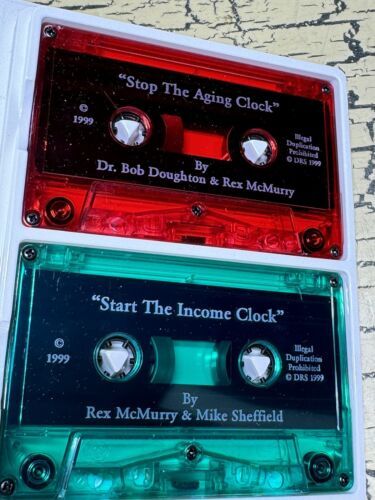 “Stop The Aging Clock”
©
1999
Illegal
Duplication
Prohibited
© DRS 1999
By
Dr. Bob Doughton & Rex McMurry
“Start The Income Clock”
©
1999
Illegal
Duplication
Prohibited
© DRS 1999
By
Rex McMurry & Mike Sheffield